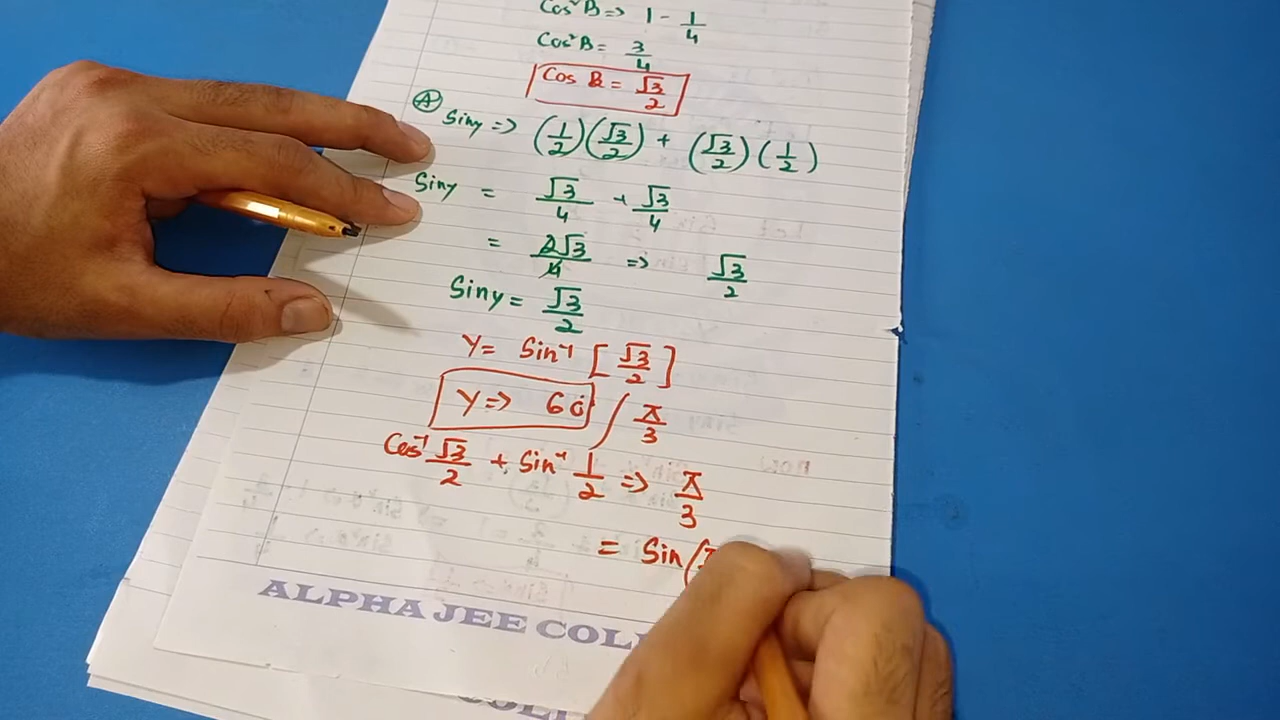 Cos²B => 1 - 1/4
Cos²B = 3/4
Cos B = √3/2
(A) Siny => (1/2)(√3/2) + (√3/2)(1/2)
Siny = √3/4 + √3/4
= 2√3/4 => √3/2
Siny = √3/2
Y = Sin⁻¹ [√3/2]
Y => 60° / π/3
Cos⁻¹ √3/2 + Sin⁻¹ 1/2 => π/3
= Sin(
ALPHA JEE COLL
COLL